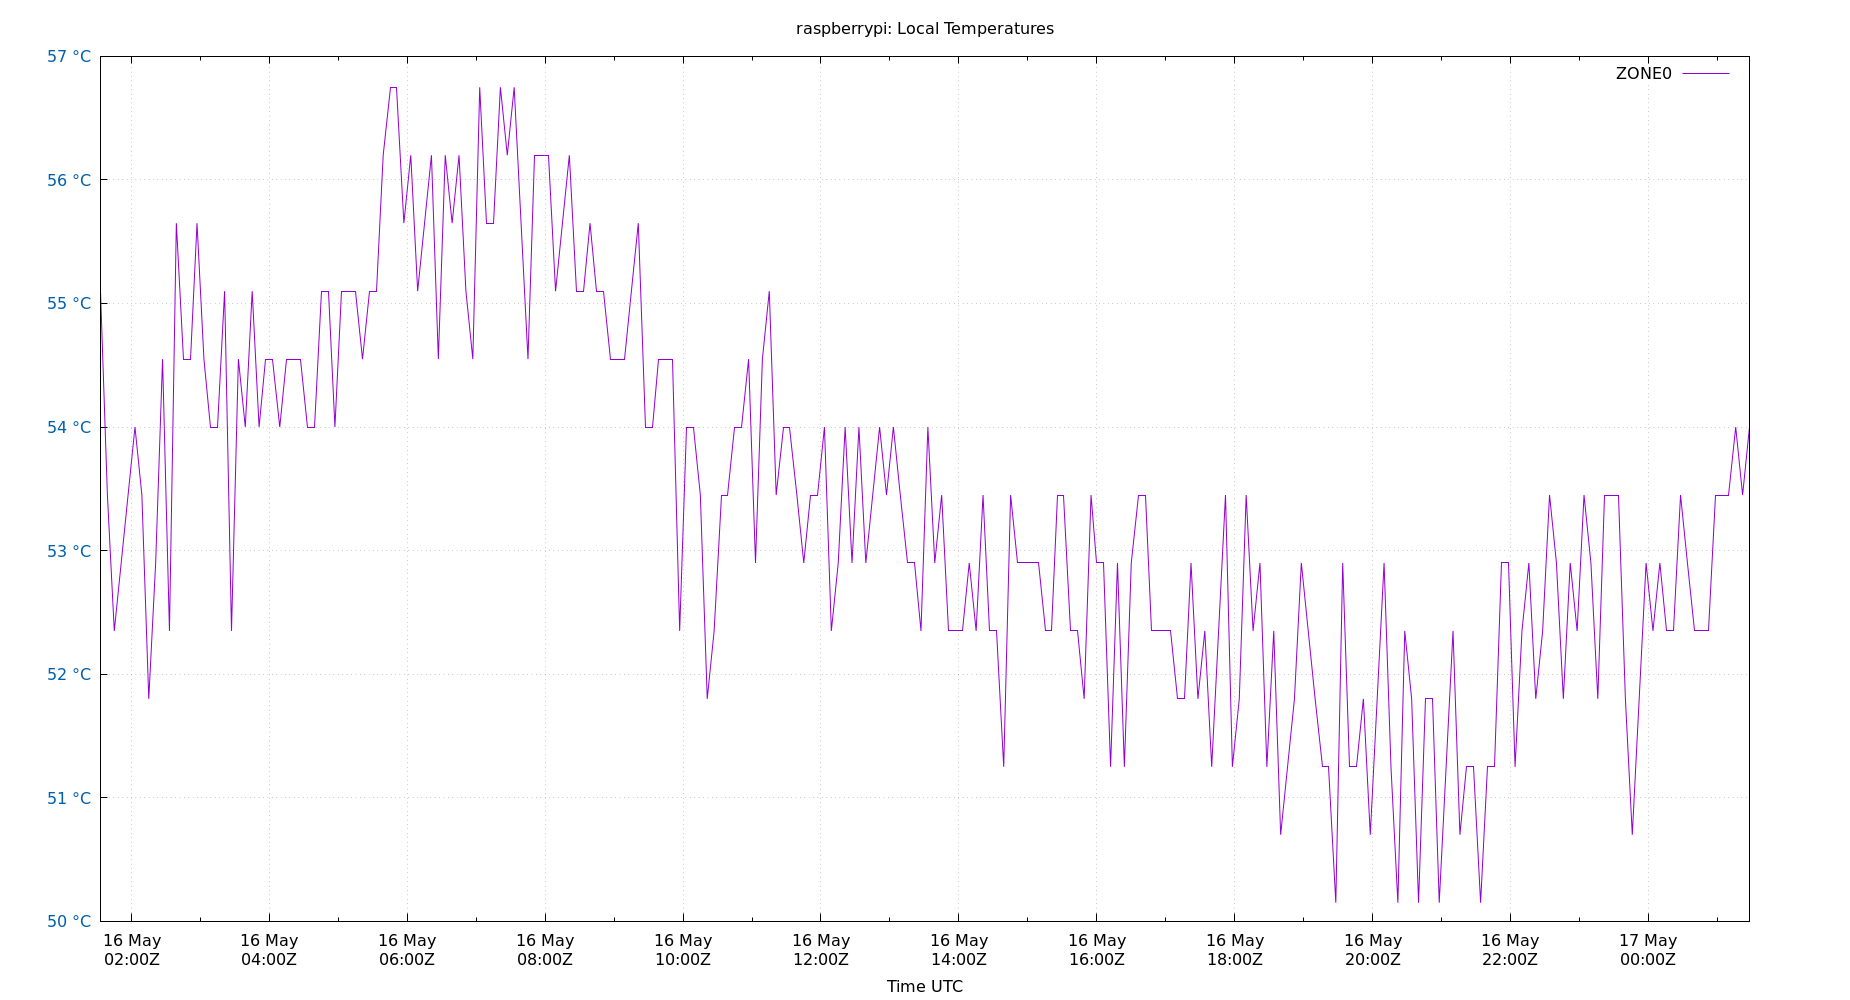 raspberrypi: Local Temperatures
57 °C
ZONE0
56 °C
55 °C
54 °C
53 °C
52 °C
51 °C
50 °C
16 May 16 May 16 May 16 May 16 May 16 May 16 May 16 May 16 May 16 May 16 May 17 May
02:00Z 04:00Z 06:00Z 08:00Z 10:00Z 12:00Z 14:00Z 16:00Z 18:00Z 20:00Z 22:00Z 00:00Z
Time UTC